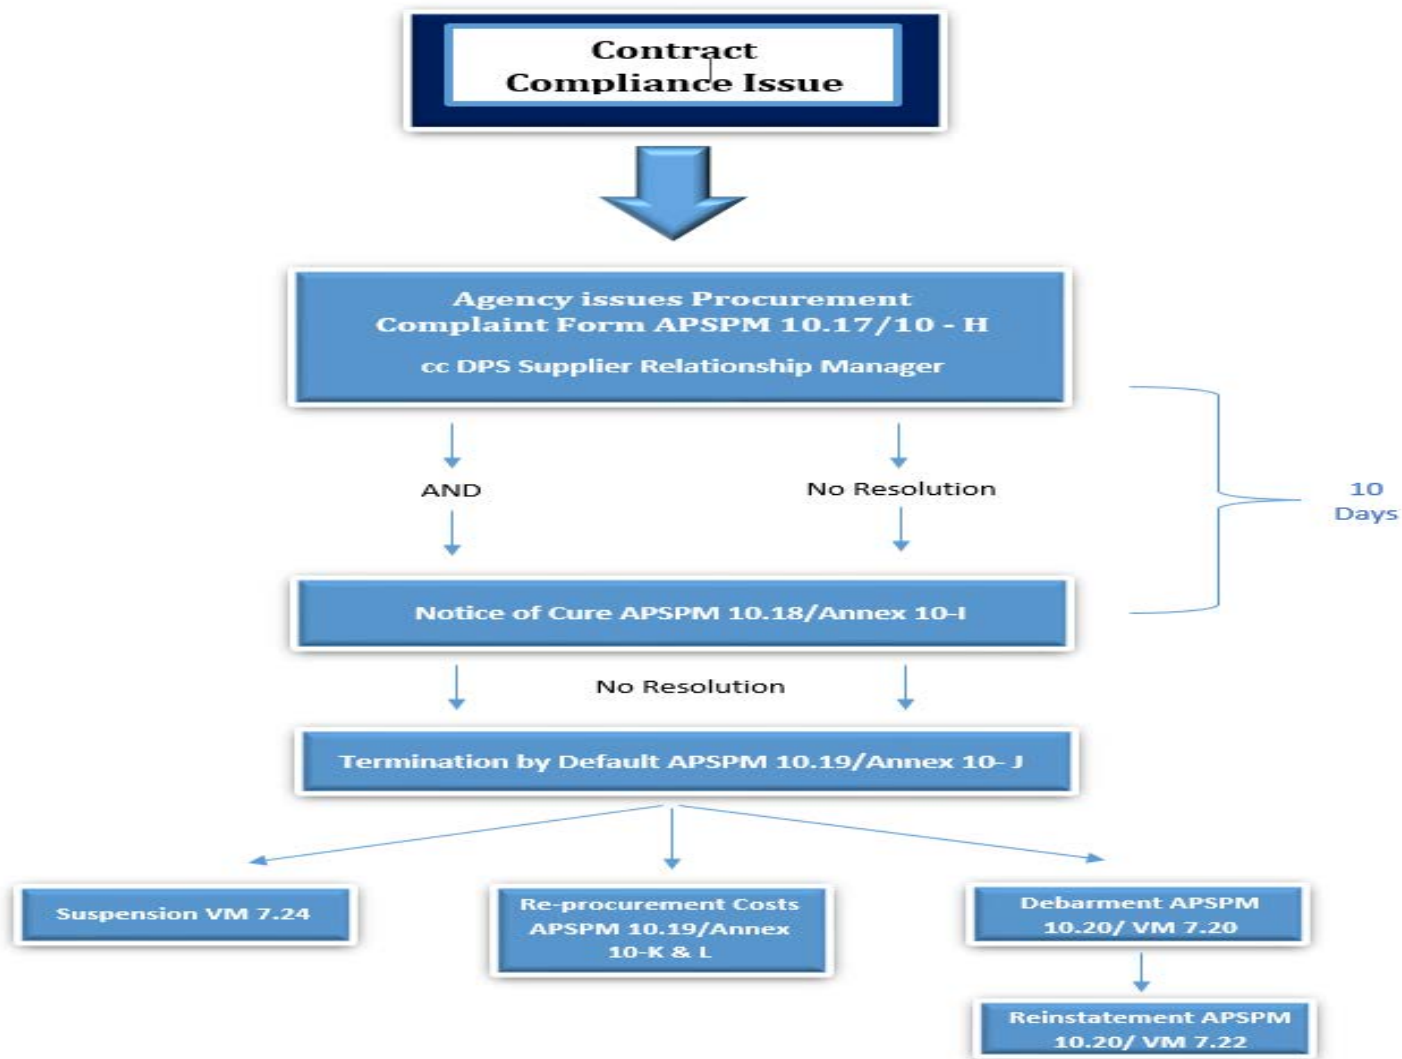 Contract
Compliance Issue
Agency issues Procurement
Complaint Form APSPM 10.17/10 - H
cc DPS Supplier Relationship Manager
AND
No Resolution
10
Days
Notice of Cure APSPM 10.18/Annex 10-I
No Resolution
Termination by Default APSPM 10.19/Annex 10- J
Suspension VM 7.24
Re-procurement Costs
APSPM 10.19/Annex
10-K & L
Debarment APSPM
10.20/ VM 7.20
Reinstatement APSPM
10.20/ VM 7.22